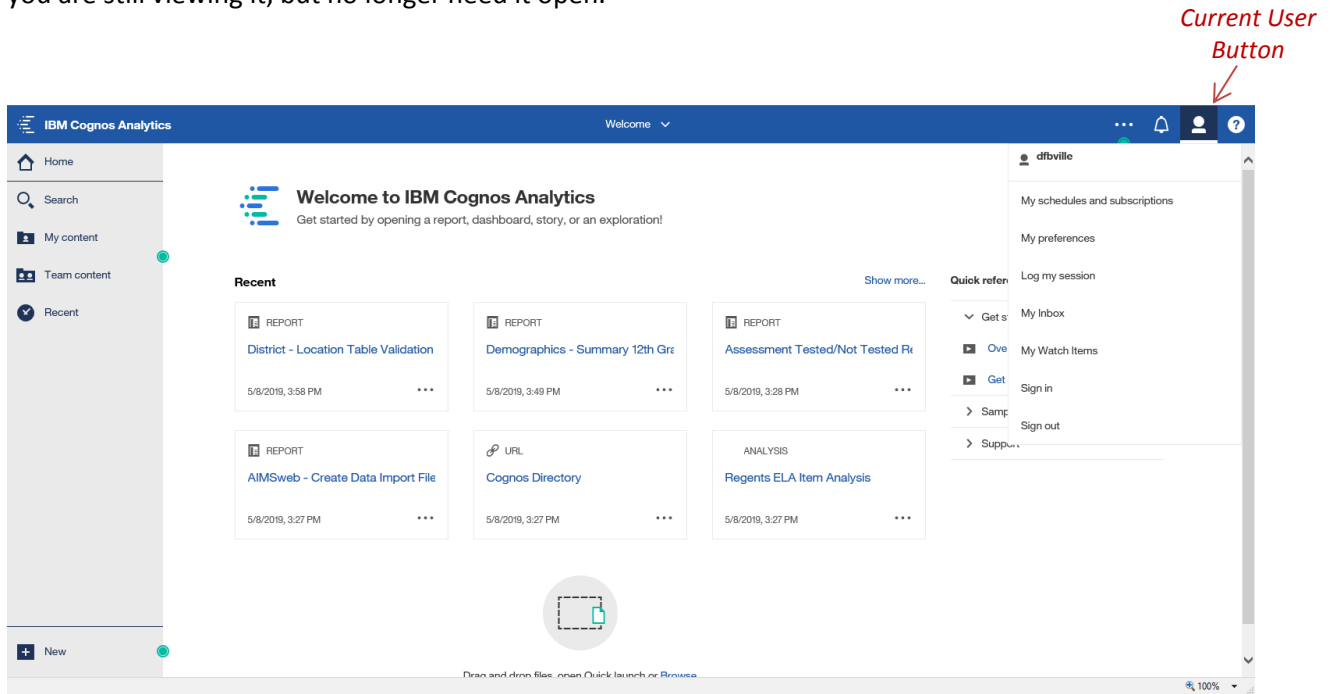 you are still viewing it, but no longer need it open.
Current User
Button
IBM Cognos Analytics
Welcome
?
Home
Search
My content
Team content
Recent
Welcome to IBM Cognos Analytics
Get started by opening a report, dashboard, story, or an exploration!
Recent
Show more...
REPORT
District - Location Table Validation
5/8/2019, 3:58 PM
REPORT
Demographics - Summary 12th Gra
5/8/2019, 3:49 PM
REPORT
Assessment Tested/Not Tested Re
5/8/2019, 3:28 PM
REPORT
AIMSweb - Create Data Import File
5/8/2019, 3:27 PM
URL
Cognos Directory
5/8/2019, 3:27 PM
ANALYSIS
Regents ELA Item Analysis
5/8/2019, 3:27 PM
Quick refer
Get s
Ove
Get
Samp
Support
dfbville
My schedules and subscriptions
My preferences
Log my session
My Inbox
My Watch Items
Sign in
Sign out
Drag and drop files, open Quick launch or Browse
New
100%